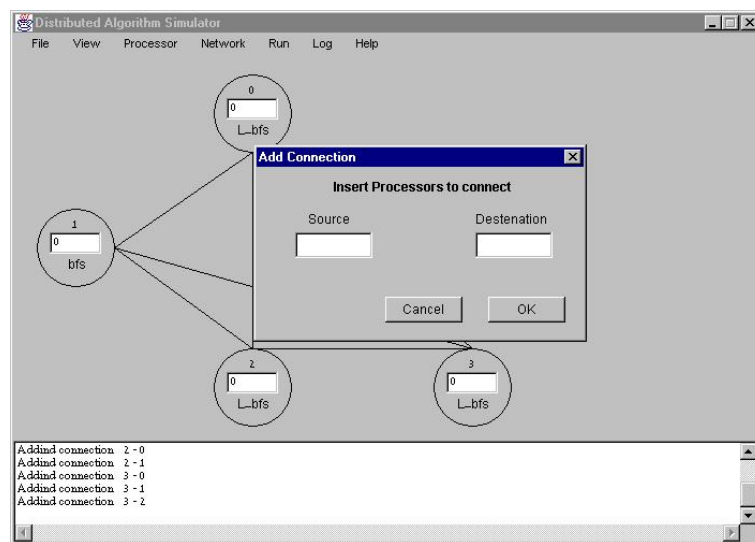 Distributed Algorithm Simulator
File View Processor Network Run Log Help
0
0
L_bfs
Add Connection
Insert Processors to connect
Source Destenation
Cancel OK
1
0
bfs
2
0
L_bfs
3
0
L_bfs
Addind connection 2 - 0
Addind connection 2 - 1
Addind connection 3 - 0
Addind connection 3 - 1
Addind connection 3 - 2